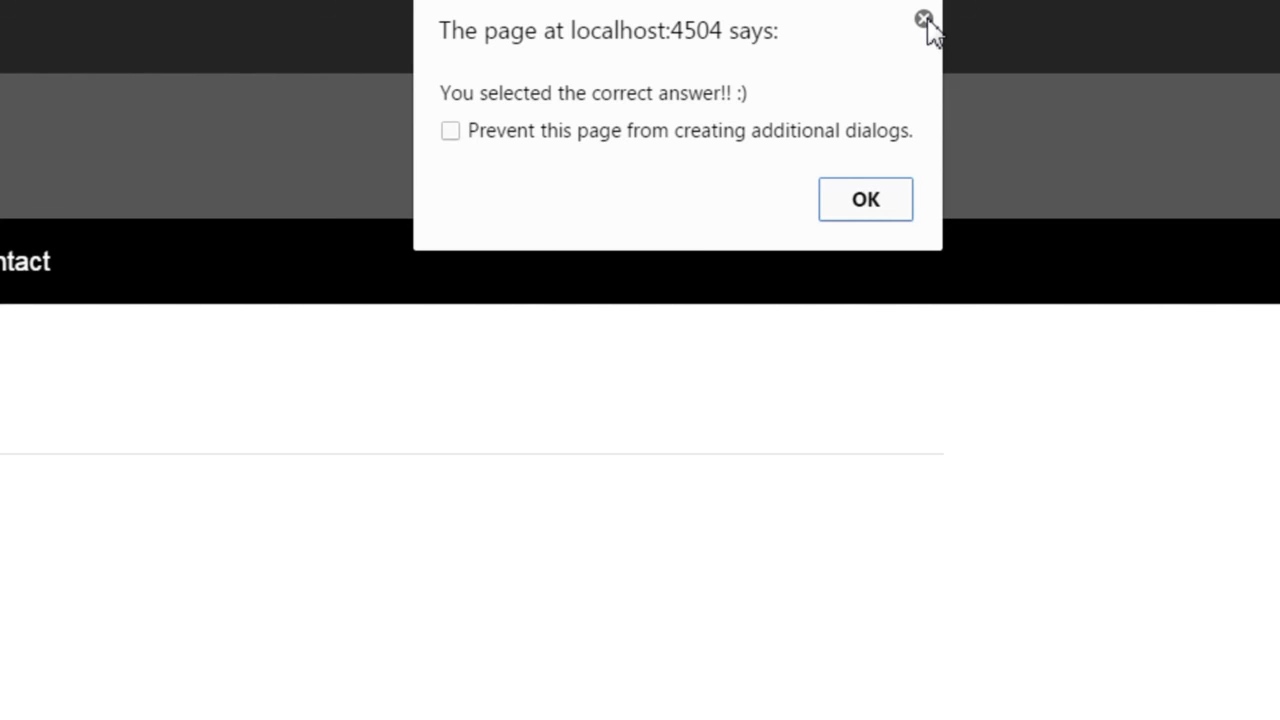 The page at localhost:4504 says:
You selected the correct answer!! :)
Prevent this page from creating additional dialogs.
OK
ntact